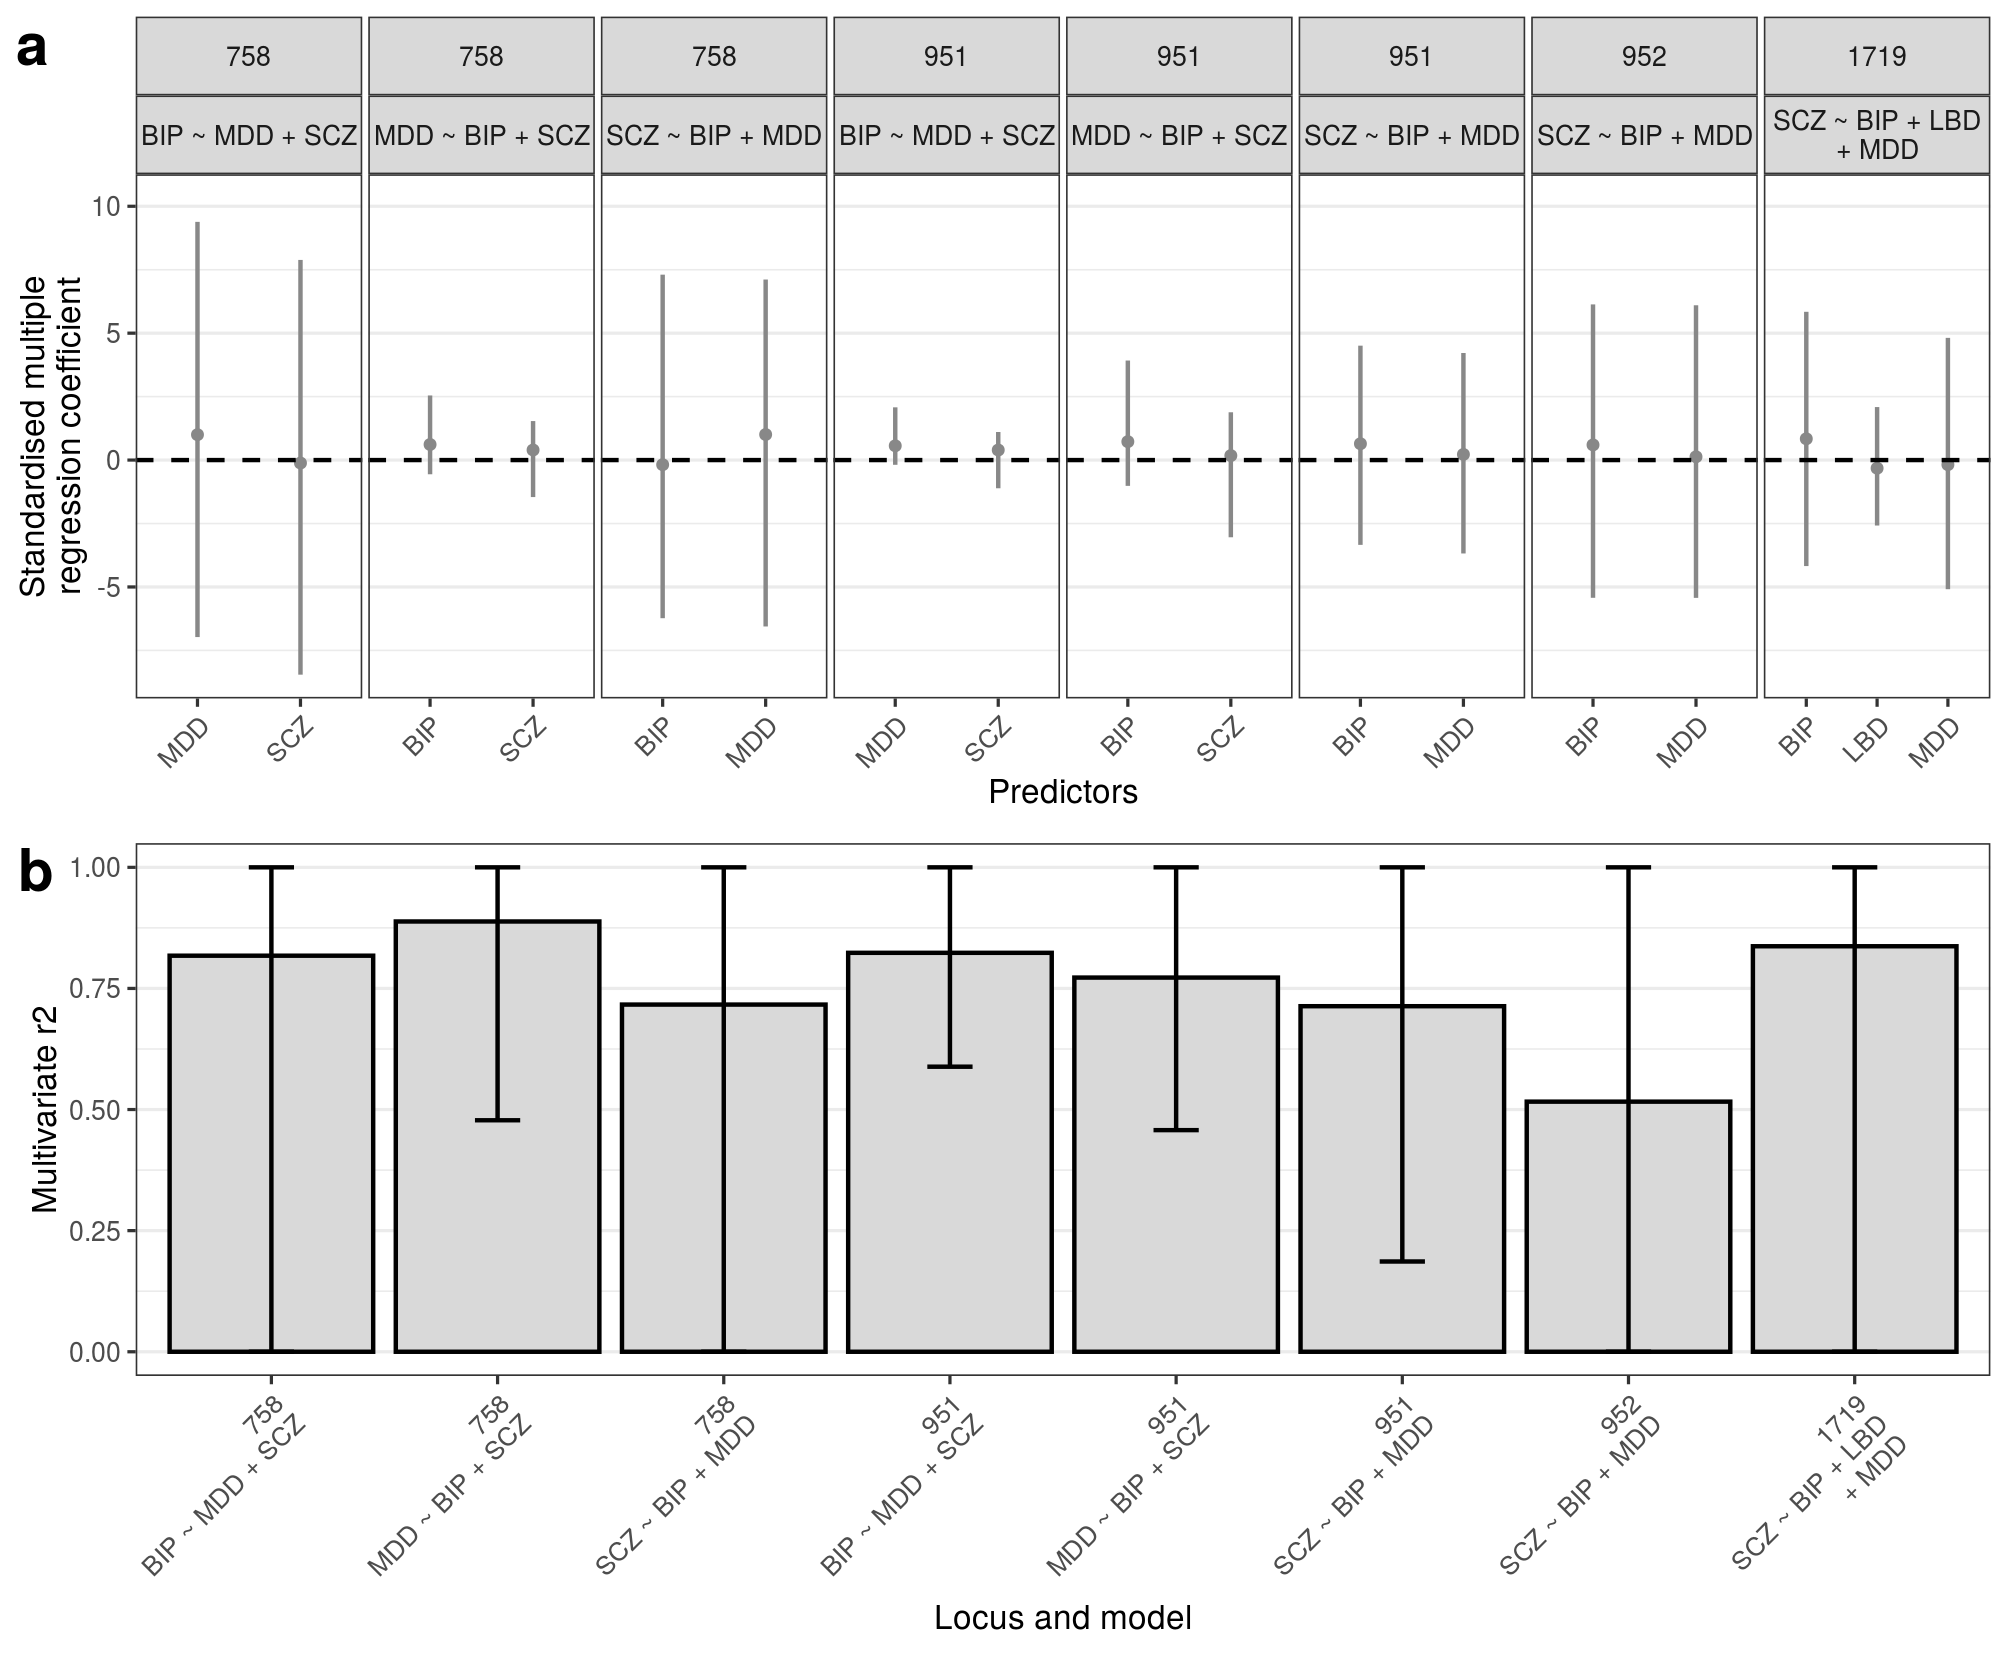 a
758
758
758
951
951
951
952
1719
BIP ~ MDD + SCZ
MDD ~ BIP + SCZ
SCZ ~ BIP + MDD
BIP ~ MDD + SCZ
MDD ~ BIP + SCZ
SCZ ~ BIP + MDD
SCZ ~ BIP + MDD
SCZ ~ BIP + LBD
+ MDD
Standardised multiple
regression coefficient
10
5
0
-5
MDD
SCZ
BIP
SCZ
BIP
MDD
MDD
SCZ
BIP
SCZ
BIP
MDD
BIP
MDD
BIP
LBD
MDD
Predictors
b
Multivariate r2
1.00
0.75
0.50
0.25
0.00
758
BIP ~ MDD + SCZ
758
MDD ~ BIP + SCZ
758
SCZ ~ BIP + MDD
951
BIP ~ MDD + SCZ
951
MDD ~ BIP + SCZ
951
SCZ ~ BIP + MDD
952
SCZ ~ BIP + MDD
1719
SCZ ~ BIP + LBD
+ MDD
Locus and model